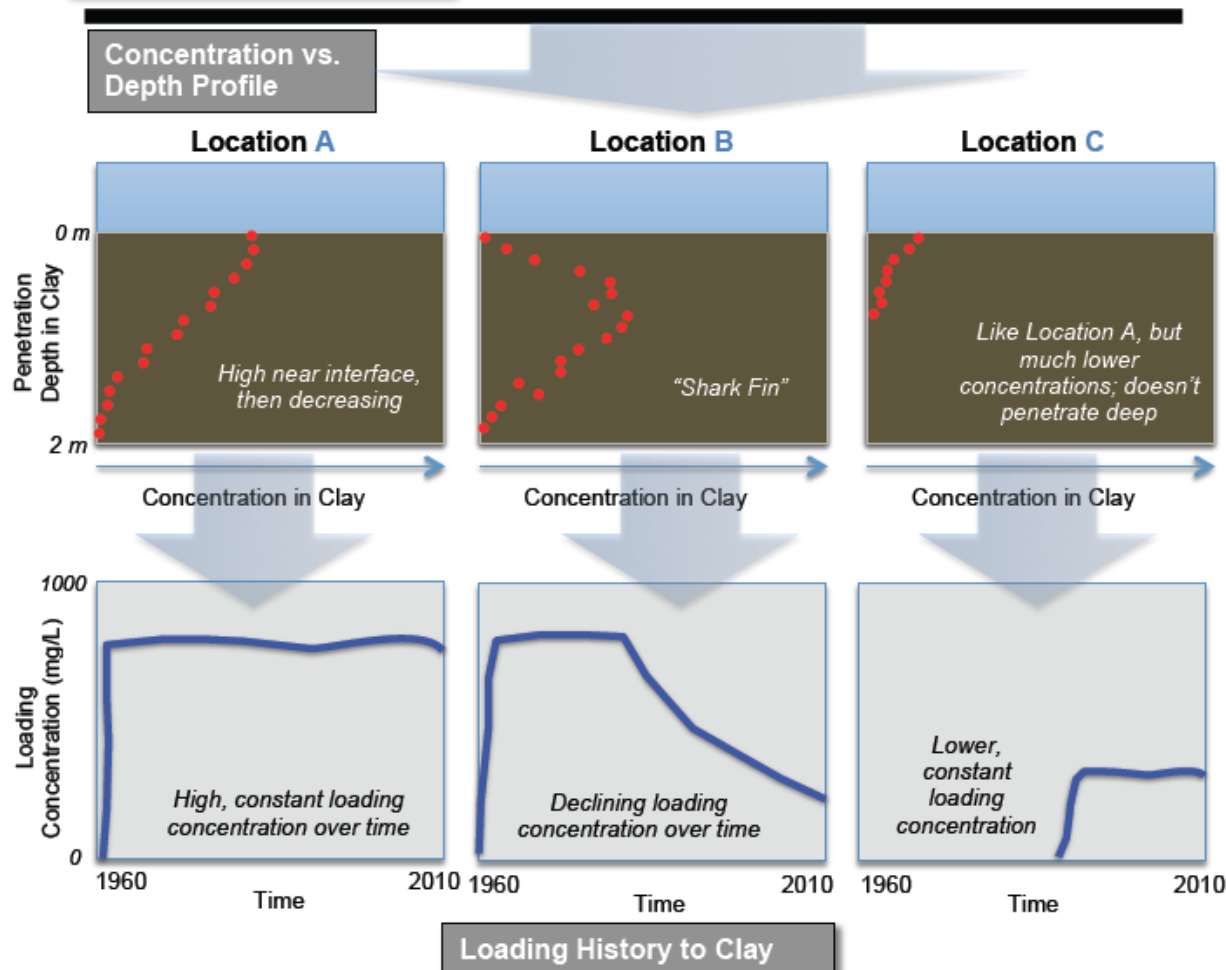 Concentration vs.
Depth Profile
Location A
Location B
Location C
0 m
Penetration
Depth in Clay
2 m
High near interface,
then decreasing
“Shark Fin”
Like Location A, but
much lower
concentrations; doesn’t
penetrate deep
Concentration in Clay
Concentration in Clay
Concentration in Clay
1000
Loading
Concentration (mg/L)
0
High, constant loading
concentration over time
Declining loading
concentration over time
Lower,
constant
loading
concentration
1960
2010
Time
1960
2010
Time
1960
2010
Time
Loading History to Clay